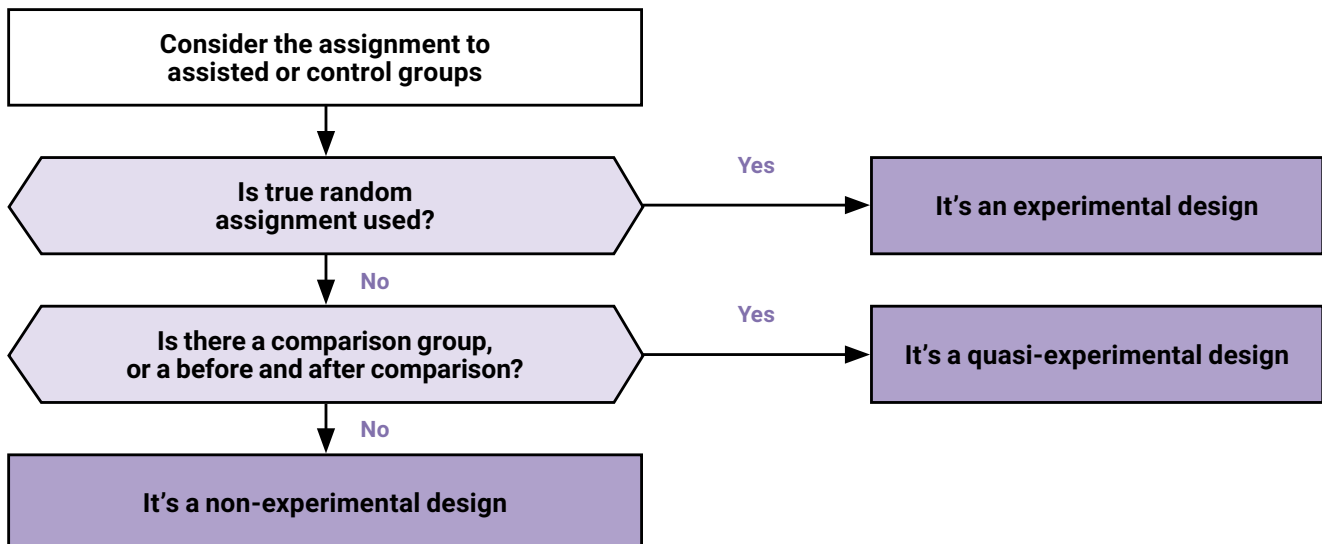 Consider the assignment to
assisted or control groups
Is true random
assignment used?
Yes
It’s an experimental design
No
Is there a comparison group,
or a before and after comparison?
Yes
It’s a quasi-experimental design
No
It’s a non-experimental design